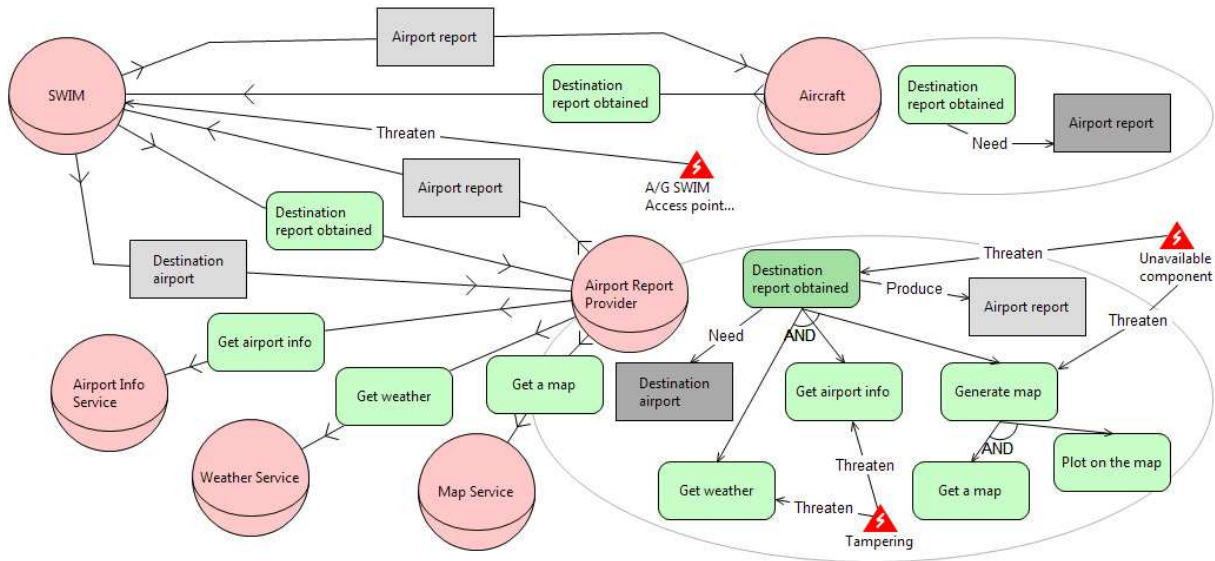 Airport report
SWIM
Destination
report obtained
Aircraft
Destination
report obtained
Airport report
Need
Threaten
A/G SWIM
Access point...
Airport report
Destination
report obtained
Destination
airport
Airport Report
Provider
Destination
report obtained
Threaten
Unavailable
component
Produce
Airport report
Threaten
Need
AND
Get airport info
Airport Info
Service
Get weather
Get a map
Destination
airport
Get airport info
Generate map
AND
Plot on the map
Weather Service
Map Service
Get weather
Threaten
Threaten
Get a map
Tampering